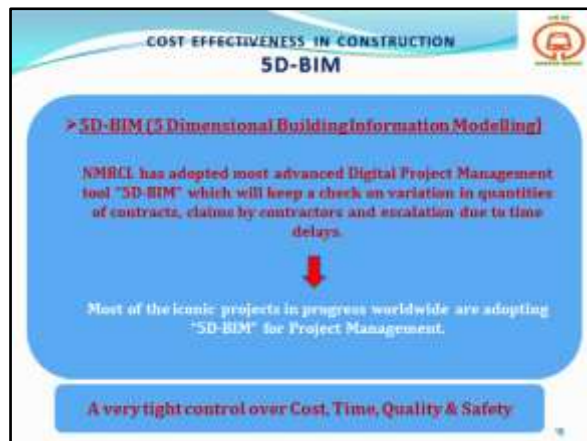 COST EFFECTIVENESS IN CONSTRUCTION
5D-BIM
➤ 5D-BIM (5 Dimensional Building Information Modelling)
NMRCL has adopted most advanced Digital Project Management
tool "5D-BIM" which will keep a check on variation in quantities
of contracts, claims by contractors and escalation due to time
delays.
Most of the iconic projects in progress worldwide are adopting
"5D-BIM" for Project Management.
A very tight control over Cost, Time, Quality & Safety